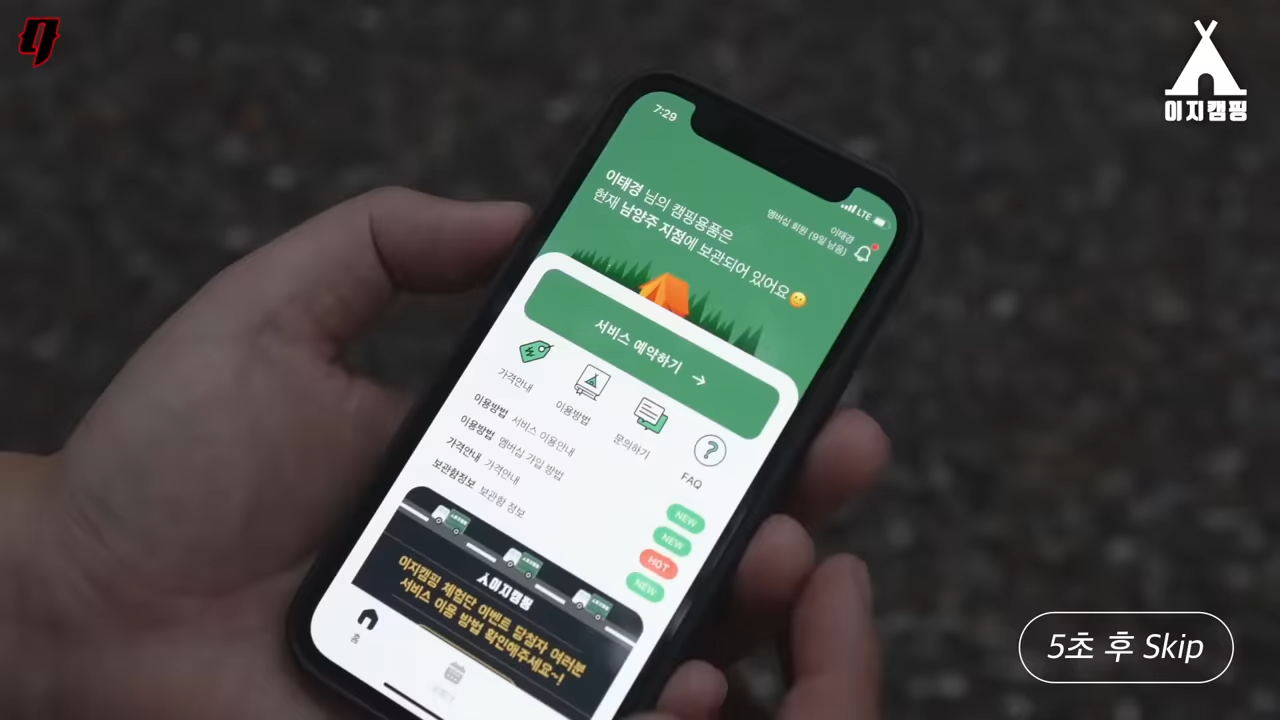 이지캠핑
7:29
LTE
이태경
멤버십 회원 (9일 남음)
이태경 님의 캠핑용품은
현재 남양주 지점에 보관되어 있어요
서비스 예약하기 →
가격안내
이용방법
문의하기
FAQ
이용방법 서비스 이용안내
NEW
이용방법 멤버십 가입 방법
NEW
가격안내 가격안내
HOT
보관함정보 보관함 정보
NEW
이지캠핑
이지캠핑 체험단 이벤트 당첨자 여러분
서비스 이용 방법 확인해주세요~!
홈
5초 후 Skip